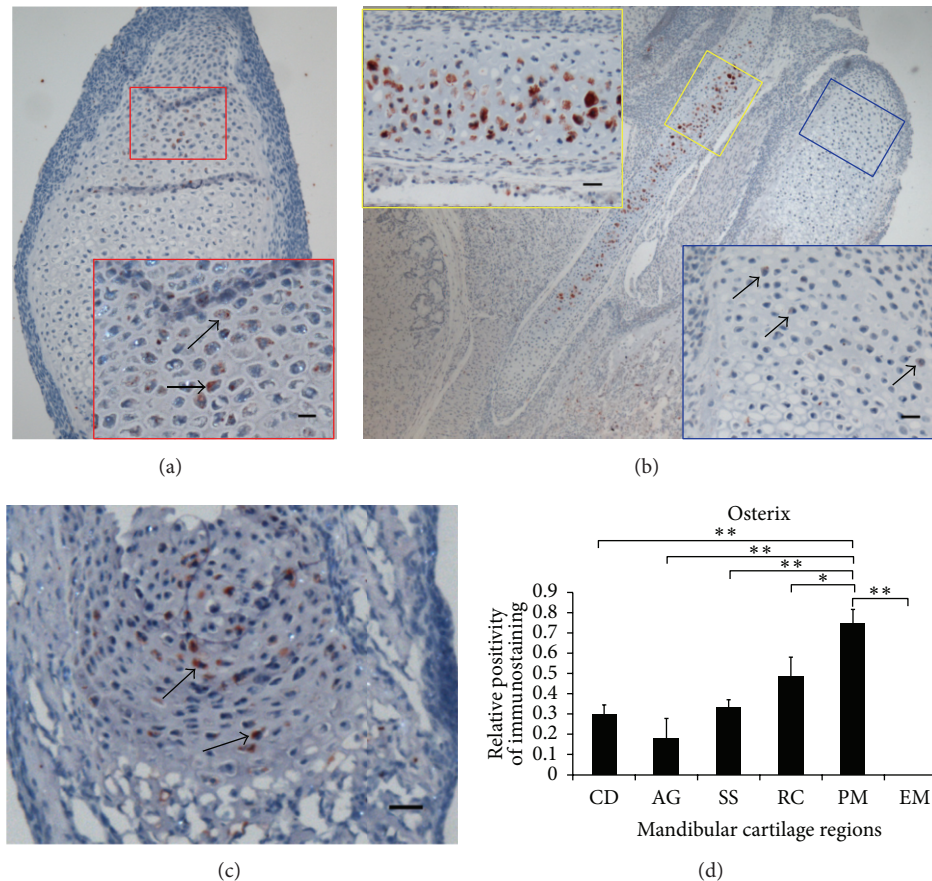 (a)
(b)
(c)
Osterix
**
**
**
*
**
Relative positivity
of immunostaining
0.9
0.8
0.7
0.6
0.5
0.4
0.3
0.2
0.1
0
CD AG SS RC PM EM
Mandibular cartilage regions
(d)